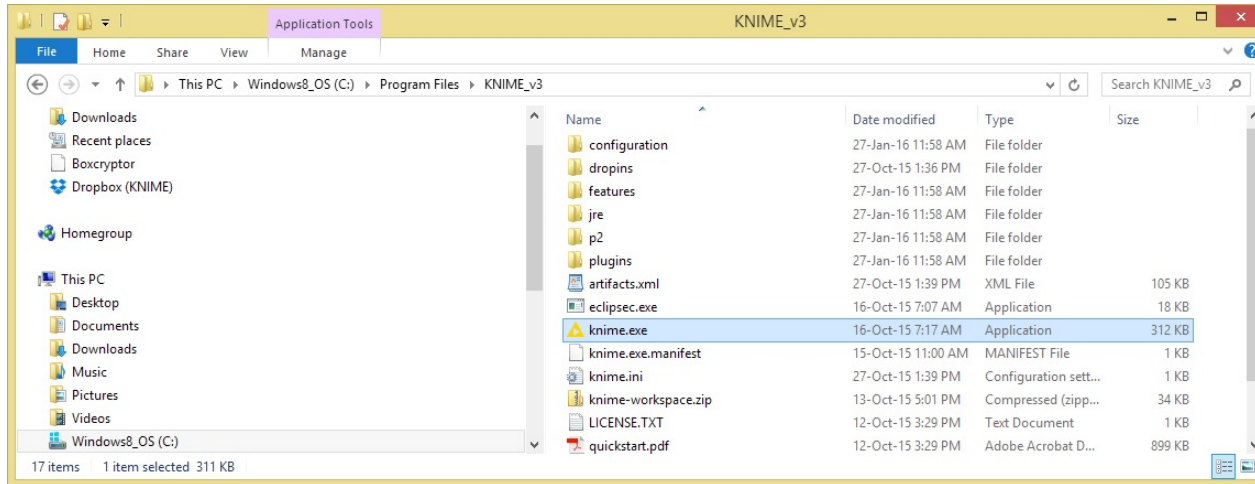 Application Tools KNIME_v3
File Home Share View Manage
This PC Windows8_OS (C:) Program Files KNIME_v3 Search KNIME_v3
Downloads
Recent places
Boxcryptor
Dropbox (KNIME)
Homegroup
This PC
Desktop
Documents
Downloads
Music
Pictures
Videos
Windows8_OS (C:)
Name Date modified Type Size
configuration 27-Jan-16 11:58 AM File folder
dropins 27-Oct-15 1:36 PM File folder
features 27-Jan-16 11:58 AM File folder
jre 27-Jan-16 11:58 AM File folder
p2 27-Jan-16 11:58 AM File folder
plugins 27-Jan-16 11:58 AM File folder
artifacts.xml 27-Oct-15 1:39 PM XML File 105 KB
eclipsec.exe 16-Oct-15 7:07 AM Application 18 KB
knime.exe 16-Oct-15 7:17 AM Application 312 KB
knime.exe.manifest 15-Oct-15 11:00 AM MANIFEST File 1 KB
knime.ini 27-Oct-15 1:39 PM Configuration sett... 1 KB
knime-workspace.zip 13-Oct-15 5:01 PM Compressed (zipp... 34 KB
LICENSE.TXT 12-Oct-15 3:29 PM Text Document 1 KB
quickstart.pdf 12-Oct-15 3:29 PM Adobe Acrobat D... 899 KB
17 items 1 item selected 311 KB